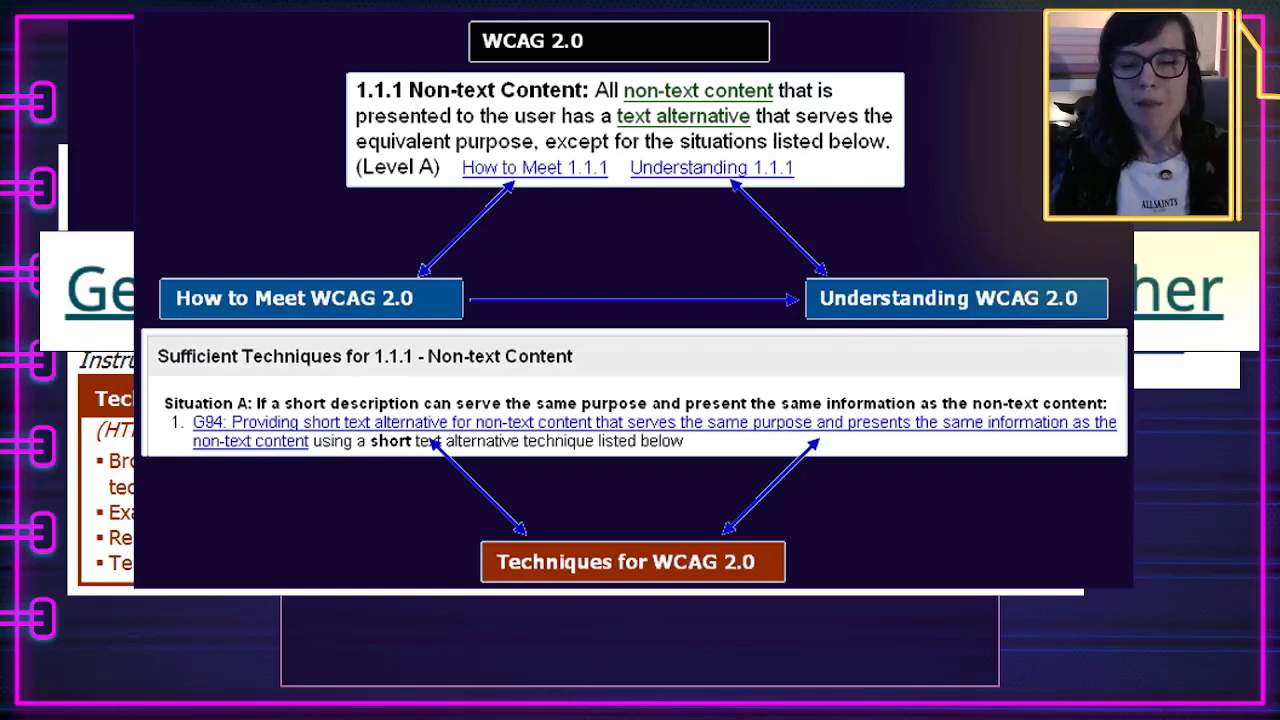 WCAG 2.0
1.1.1 Non-text Content: All non-text content that is
presented to the user has a text alternative that serves the
equivalent purpose, except for the situations listed below.
(Level A) How to Meet 1.1.1 Understanding 1.1.1
ALLSAINTS
How to Meet WCAG 2.0
Understanding WCAG 2.0
Ge
her
Instru
Sufficient Techniques for 1.1.1 - Non-text Content
Situation A: If a short description can serve the same purpose and present the same information as the non-text content:
1. G94: Providing short text alternative for non-text content that serves the same purpose and presents the same information as the
non-text content using a short text alternative technique listed below
Tec
(HT
▪ Bro
tec
▪ Exa
▪ Re
▪ Te
Techniques for WCAG 2.0